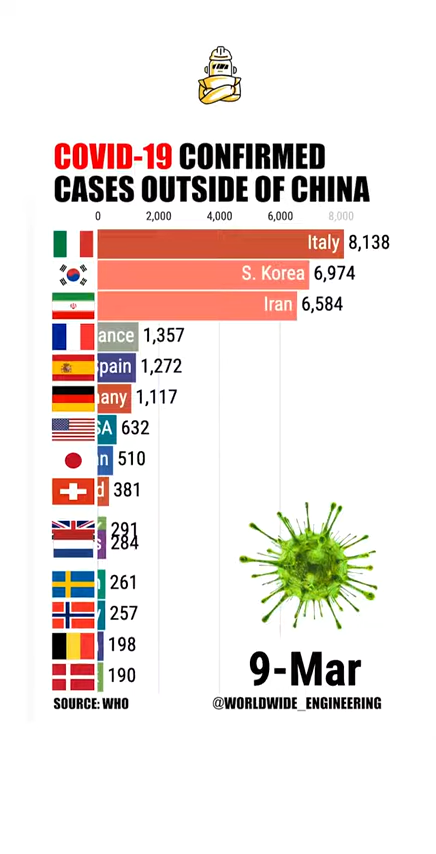 COVID-19 CONFIRMED
CASES OUTSIDE OF CHINA
0 2,000 4,000 6,000 8,000
Italy 8,138
S. Korea 6,974
Iran 6,584
ance 1,357
pain 1,272
any 1,117
SA 632
n 510
d 381
291
s 284
261
257
198
190
9-Mar
SOURCE: WHO @WORLDWIDE_ENGINEERING